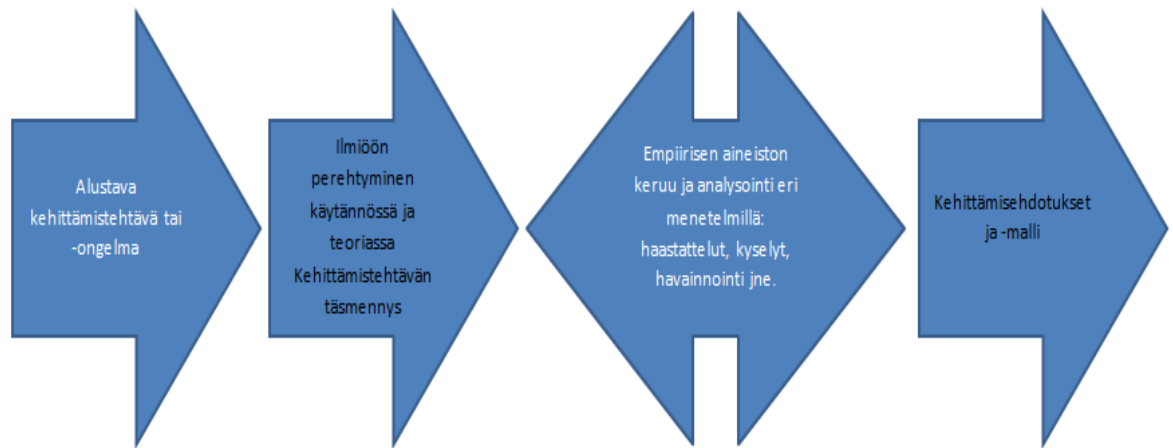 Alustava
kehittämistehtävä tai
-ongelma
Ilmiöön
perehtyminen
käytännössä ja
teoriassa
Kehittämistehtävän
täsmennys
Empiirisen aineiston
keruu ja analysointi eri
menetelmillä:
haastattelut, kyselyt,
havainnointi jne.
Kehittämisehdotukset
ja -malli